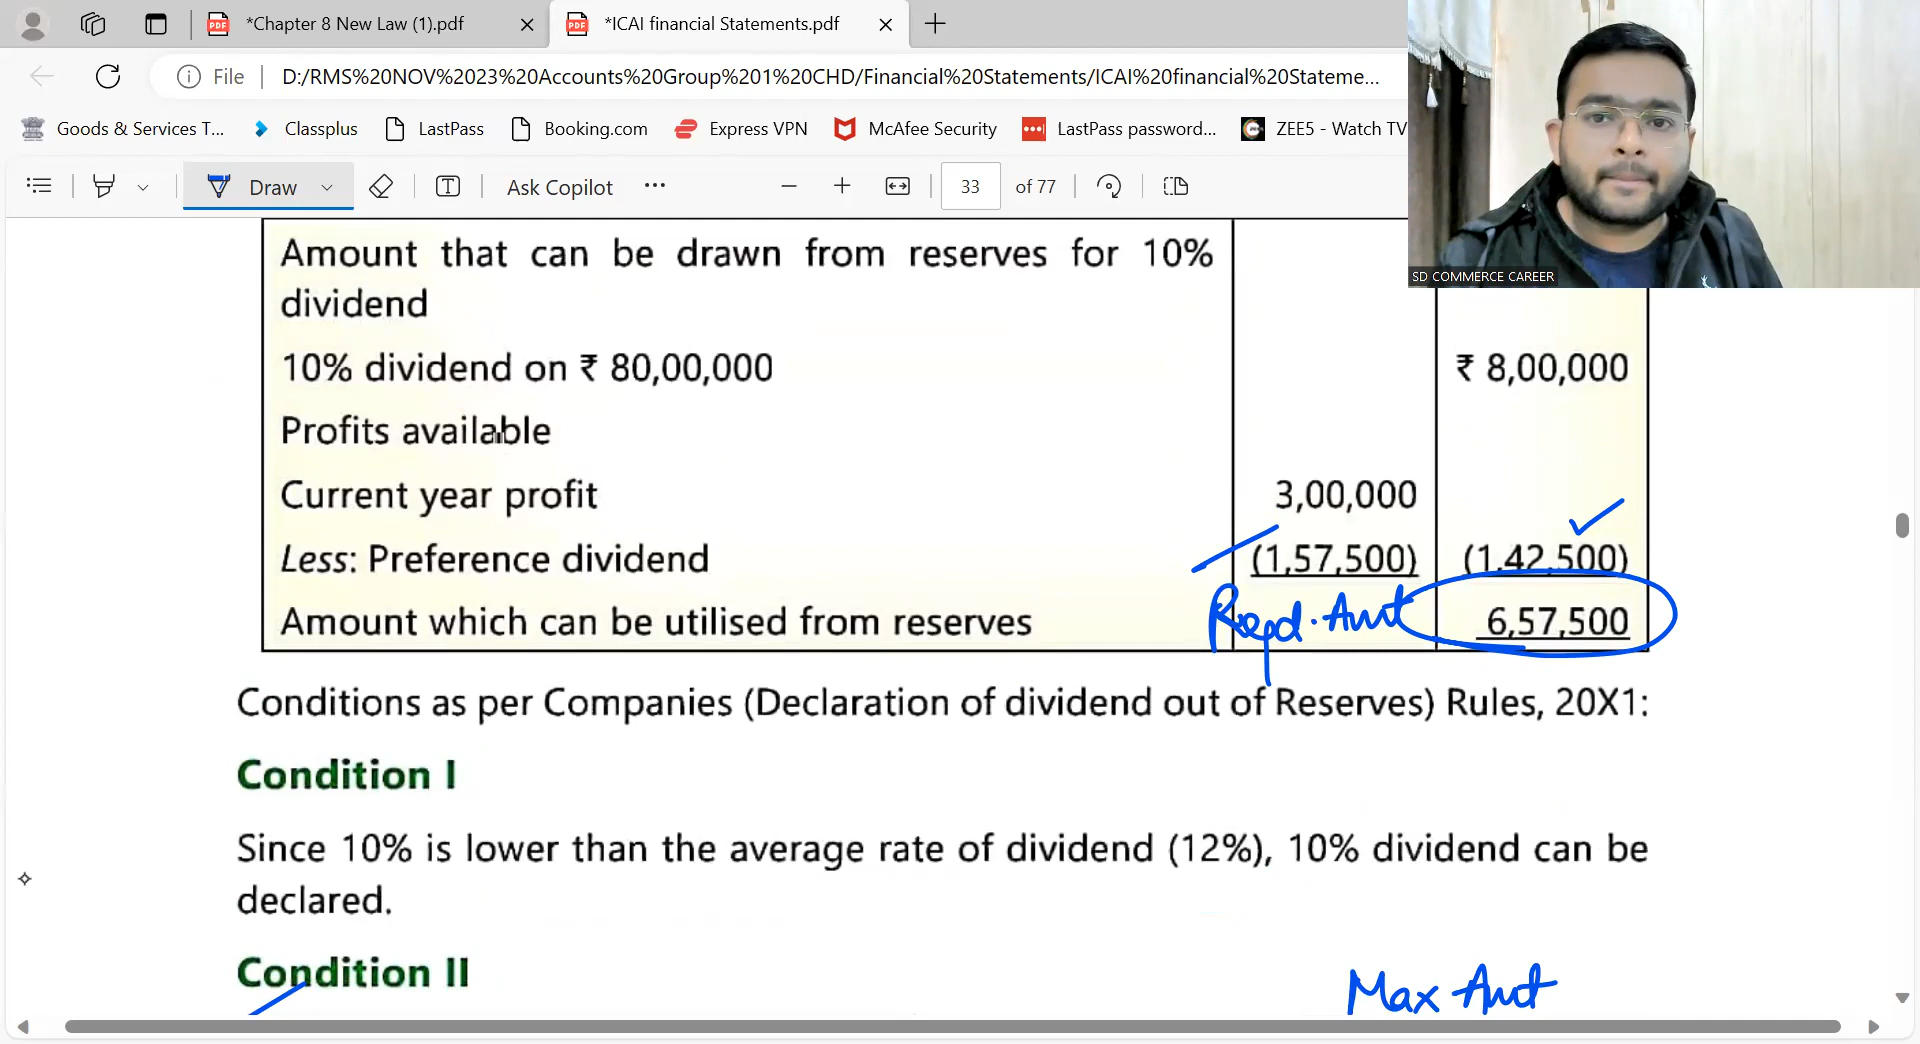 *Chapter 8 New Law (1).pdf
*ICAI financial Statements.pdf
File
D:/RMS%20NOV%2023%20Accounts%20Group%201%20CHD/Financial%20Statements/ICAI%20financial%20Stateme...
Goods & Services T...
Classplus
LastPass
Booking.com
Express VPN
McAfee Security
LastPass password...
ZEE5 - Watch TV
Draw
Ask Copilot
33 of 77
SD COMMERCE CAREER
Amount that can be drawn from reserves for 10%
dividend
10% dividend on ₹ 80,00,000 ₹ 8,00,000
Profits available
Current year profit 3,00,000
Less: Preference dividend (1,57,500) (1,42,500)
Amount which can be utilised from reserves Reqd. Amt 6,57,500
Conditions as per Companies (Declaration of dividend out of Reserves) Rules, 20X1:
Condition I
Since 10% is lower than the average rate of dividend (12%), 10% dividend can be
declared.
Condition II
Max Amt